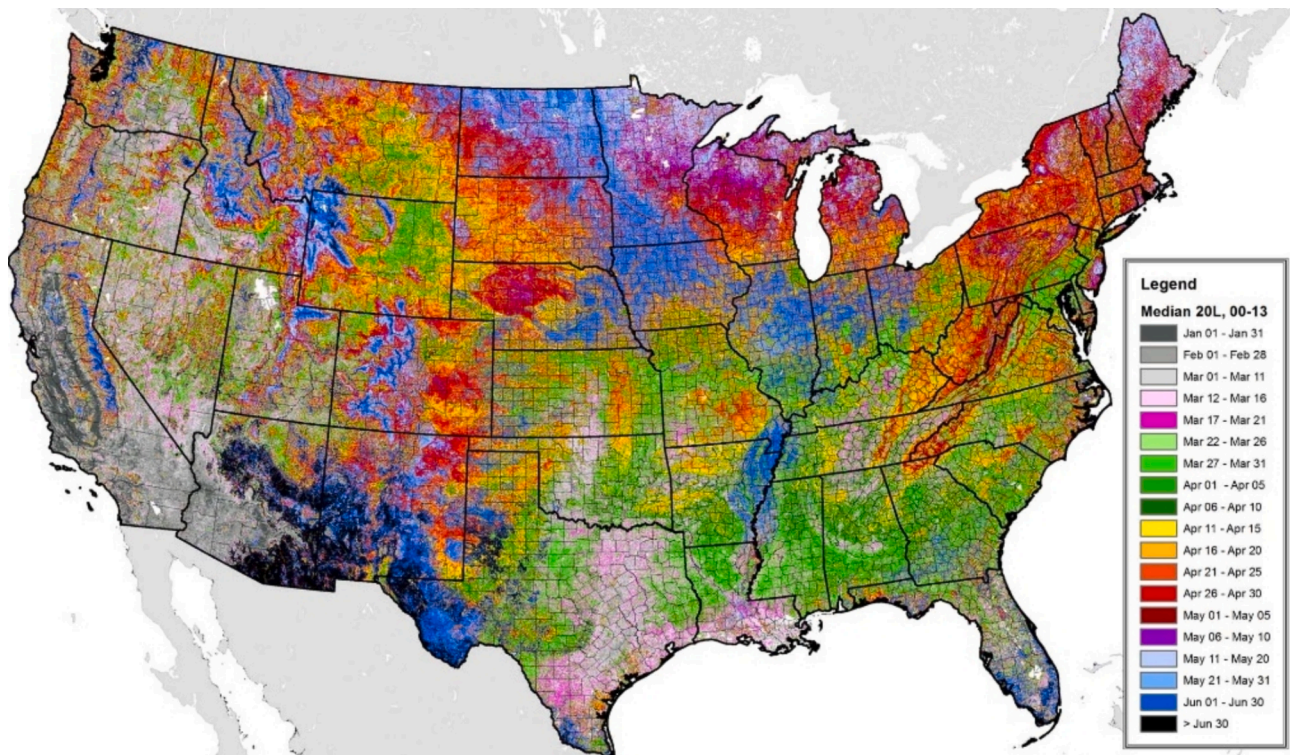 Legend
Median 20L, 00-13
Jan 01 - Jan 31
Feb 01 - Feb 28
Mar 01 - Mar 11
Mar 12 - Mar 16
Mar 17 - Mar 21
Mar 22 - Mar 26
Mar 27 - Mar 31
Apr 01 - Apr 05
Apr 06 - Apr 10
Apr 11 - Apr 15
Apr 16 - Apr 20
Apr 21 - Apr 25
Apr 26 - Apr 30
May 01 - May 05
May 06 - May 10
May 11 - May 20
May 21 - May 31
Jun 01 - Jun 30
> Jun 30